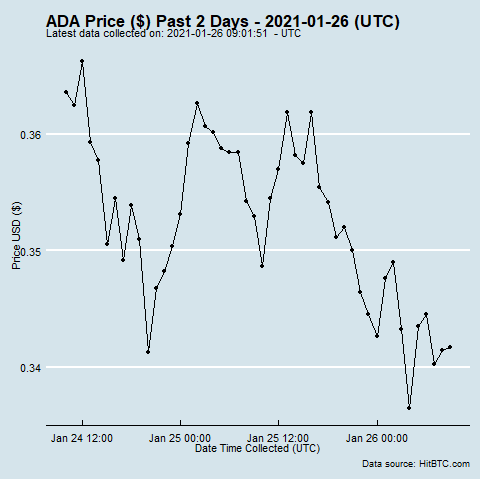 ADA Price ($) Past 2 Days - 2021-01-26 (UTC)
Latest data collected on: 2021-01-26 09:01:51 - UTC
0.36
0.35
0.34
Price USD ($)
Jan 24 12:00 Jan 25 00:00 Jan 25 12:00 Jan 26 00:00
Date Time Collected (UTC)
Data source: HitBTC.com